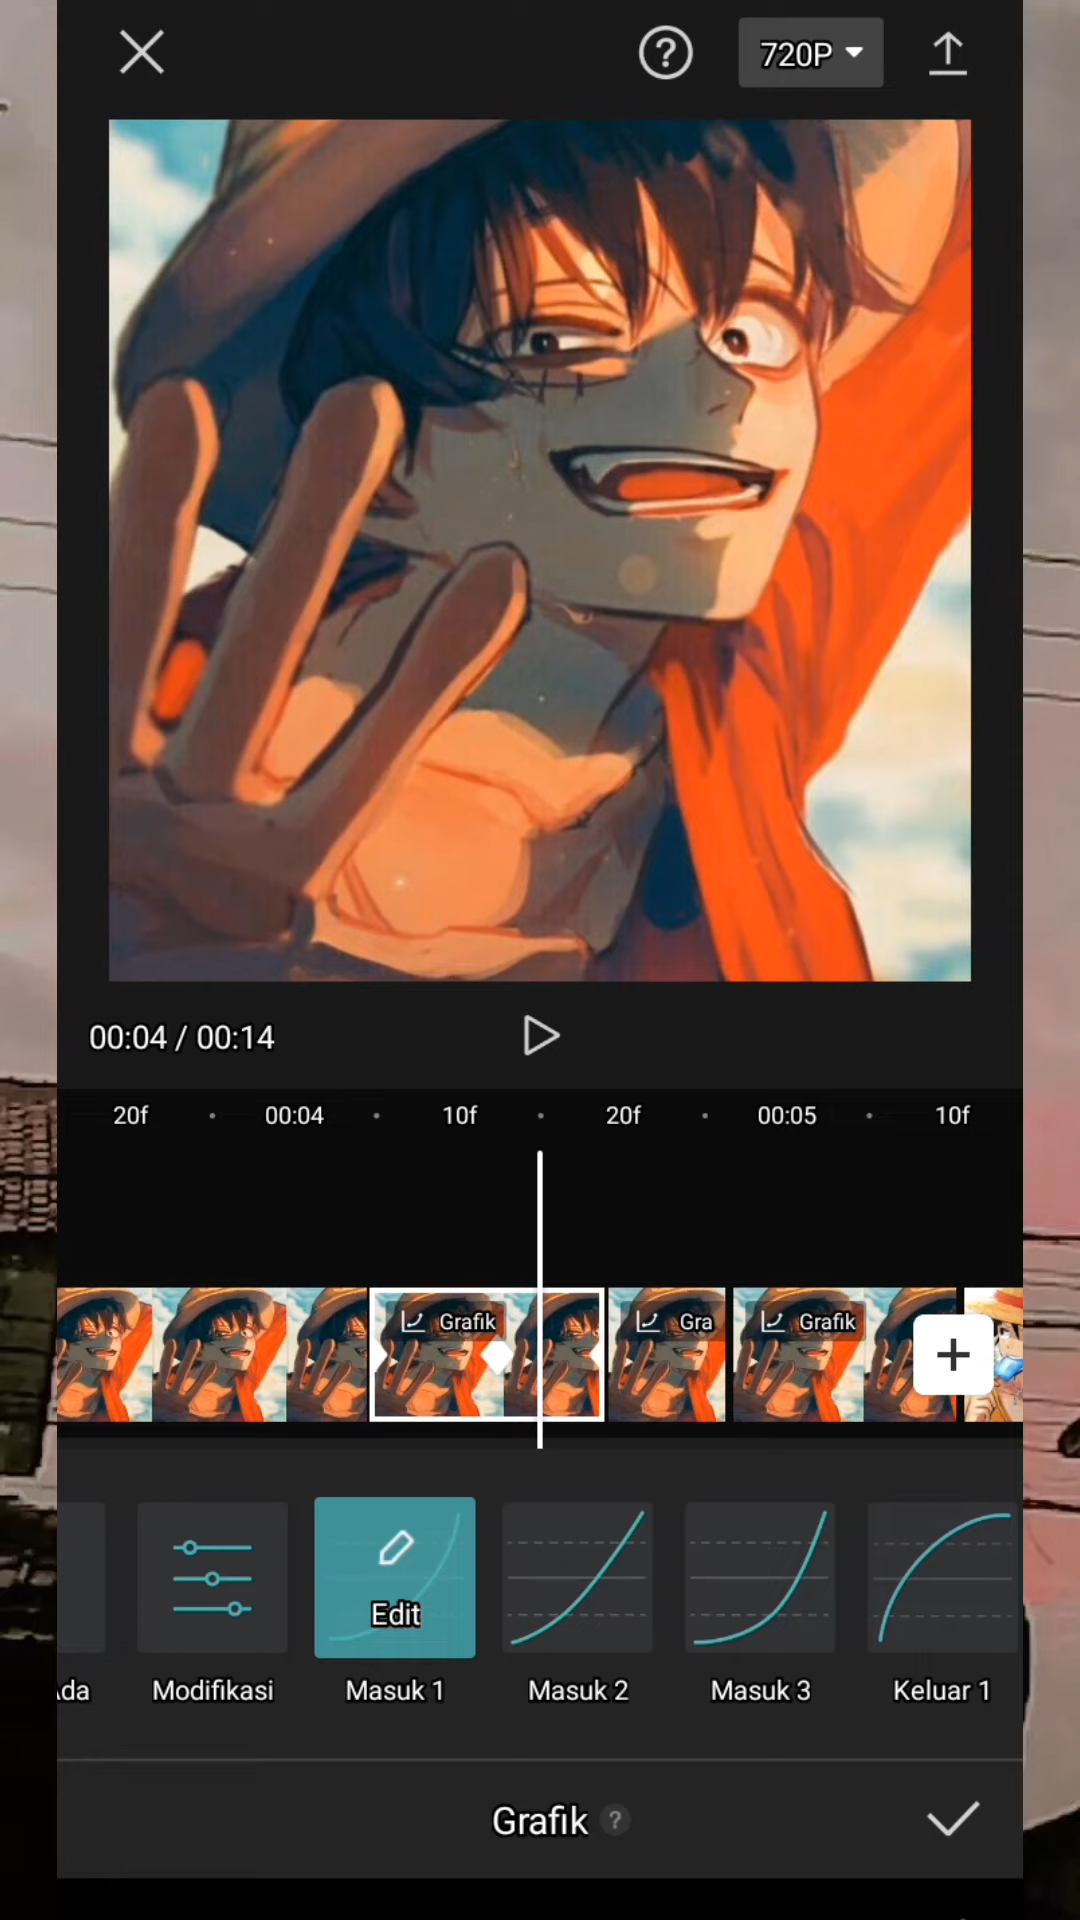 720P
00:04 / 00:14
20f 00:04 10f 20f 00:05 10f
Grafik Gra Grafik
Edit
Modifikasi Masuk 1 Masuk 2 Masuk 3 Keluar 1
Grafik ?